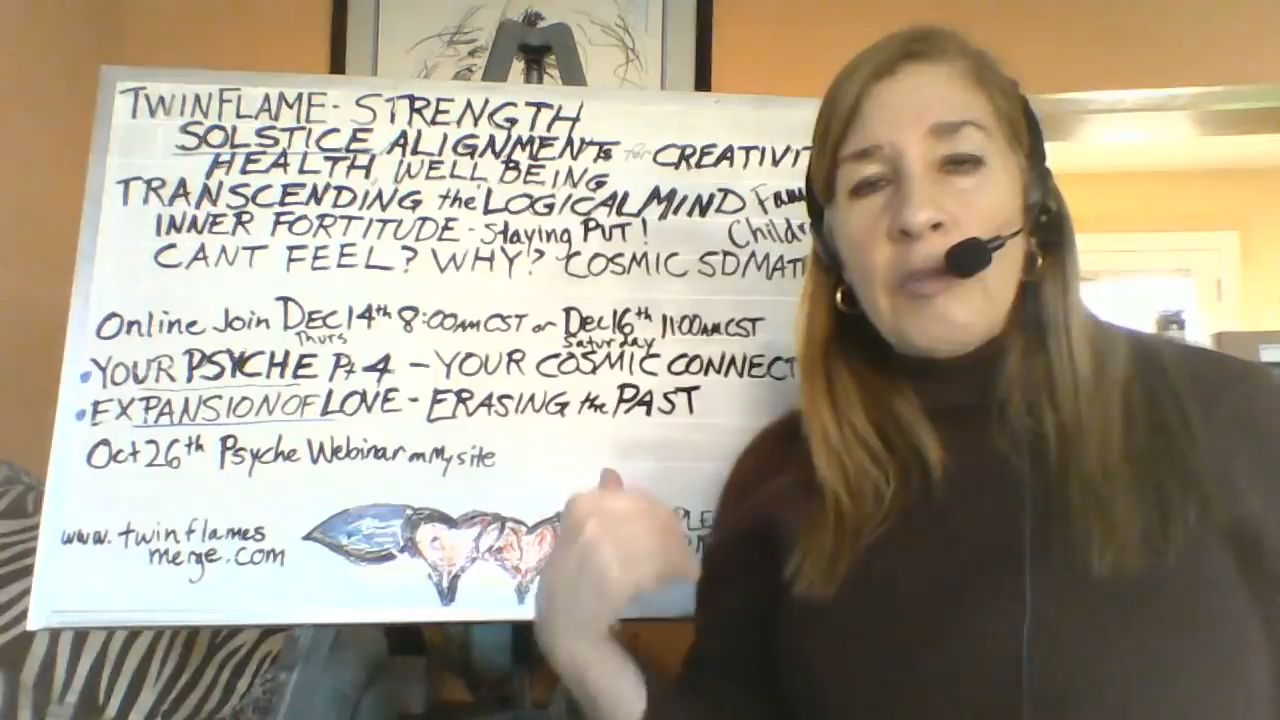 TWINFLAME - STRENGTH
SOLSTICE ALIGNMENTs for CREATIVIT
HEALTH, WELL BEING
TRANSCENDING the LOGICAL MIND
INNER FORTITUDE - Staying PUT! Childr
CANT FEEL? WHY? COSMIC SDMAT
Online Join DEC 14th 8:00AM CST or Dec 16th 11:00AM CST
Thurs Saturday
• YOUR PSYCHE Pt 4 - YOUR COSMIC CONNECT
• EXPANSION OF LOVE - ERASING the PAST
Oct 26th Psyche Webinar on My site
www.twinflames
merge.com